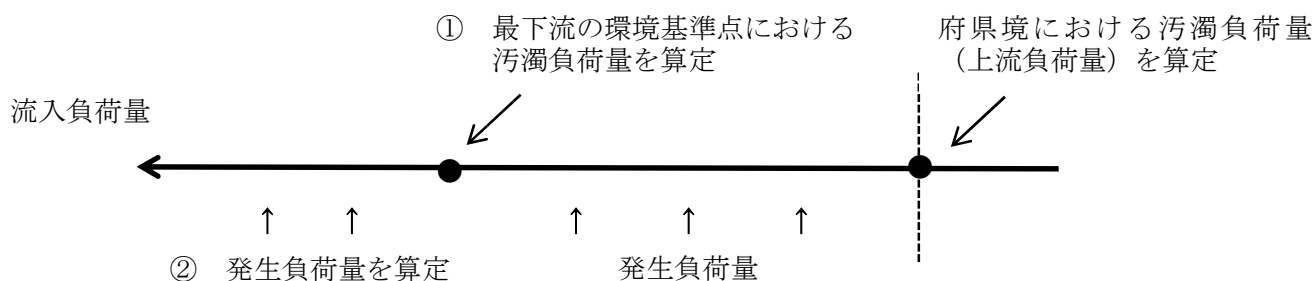 ① 最下流の環境基準点における
汚濁負荷量を算定
府県境における汚濁負荷量
（上流負荷量）を算定
流入負荷量
② 発生負荷量を算定
発生負荷量